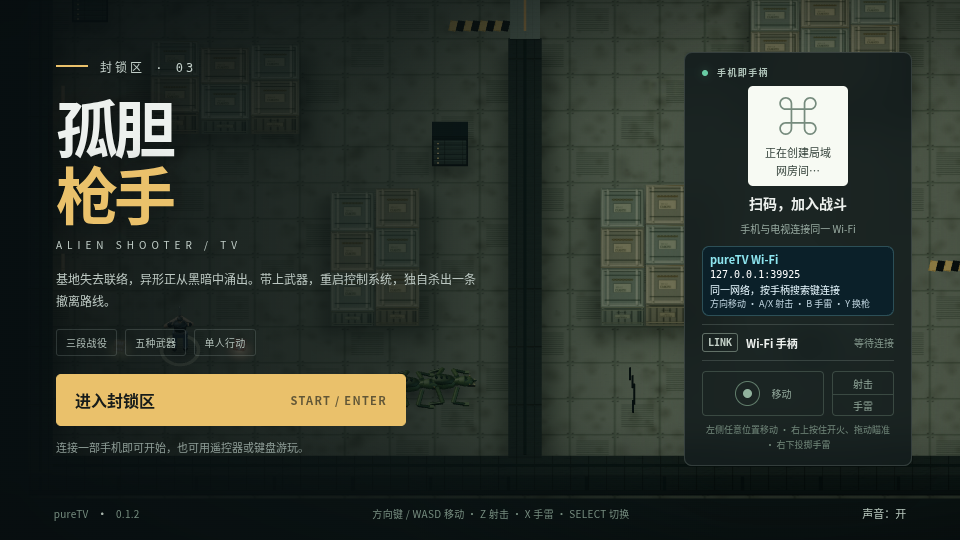 封锁区 · 03
孤胆
枪手
ALIEN SHOOTER / TV
基地失去联络，异形正从黑暗中涌出。带上武器，重启控制系统，独自杀出一条
撤离路线。
三段战役
五种武器
单人行动
进入封锁区 START / ENTER
连接一部手机即可开始，也可用遥控器或键盘游玩。
手机即手柄
正在创建局域
网房间…
扫码，加入战斗
手机与电视连接同一 Wi-Fi
pureTV Wi-Fi
127.0.0.1:39925
同一网络，按手柄搜索键连接
方向移动 · A/X 射击 · B 手雷 · Y 换枪
LINK Wi-Fi 手柄 等待连接
移动
射击
手雷
左侧任意位置移动 · 右上按住开火、拖动瞄准
· 右下投掷手雷
pureTV · 0.1.2
方向键 / WASD 移动 · Z 射击 · X 手雷 · SELECT 切换
声音：开